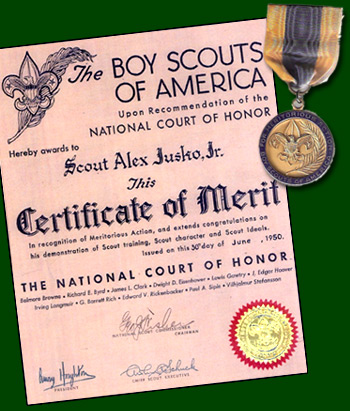 The BOY SCOUTS
OF AMERICA
Upon Recommendation of the
NATIONAL COURT OF HONOR
Hereby awards to
Scout Alex Jusko, Jr.
This
Certificate of Merit
In recognition of Meritorious Action, and extends congratulations on
his demonstration of Scout training, Scout character and Scout Ideals.
Issued on this 30th day of June, 1950.
THE NATIONAL COURT OF HONOR
Belmore Browne • Richard E. Byrd • James L. Clark • Dwight D. Eisenhower • Lewis Gannett • J. Edgar Hoover
Irving Langmuir • G. Barrett Rich • Edward V. Rickenbacker • Paul A. Siple • Vilhjalmur Stefansson
NATIONAL SCOUT COMMISSIONER
CHAIRMAN
PRESIDENT
CHIEF SCOUT EXECUTIVE